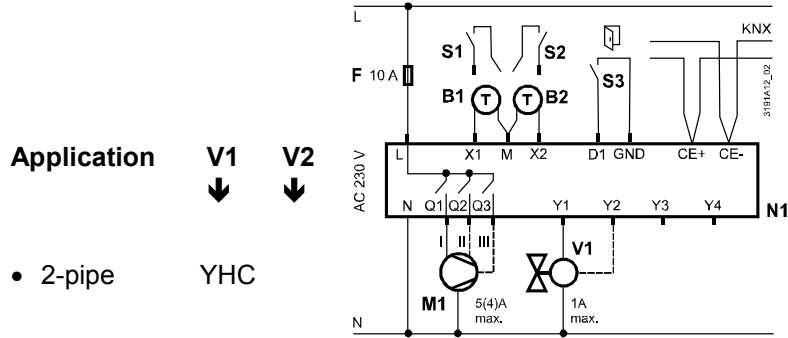 L
KNX
S1 S2
F 10 A
S3
B1 T T B2
3191A12_02
Application V1 V2
AC 230 V
L X1 M X2 D1 GND CE+ CE-
N Q1 Q2 Q3 Y1 Y2 Y3 Y4
N1
I II III
V1
• 2-pipe YHC
M1
5(4)A
max.
1A
max.
N